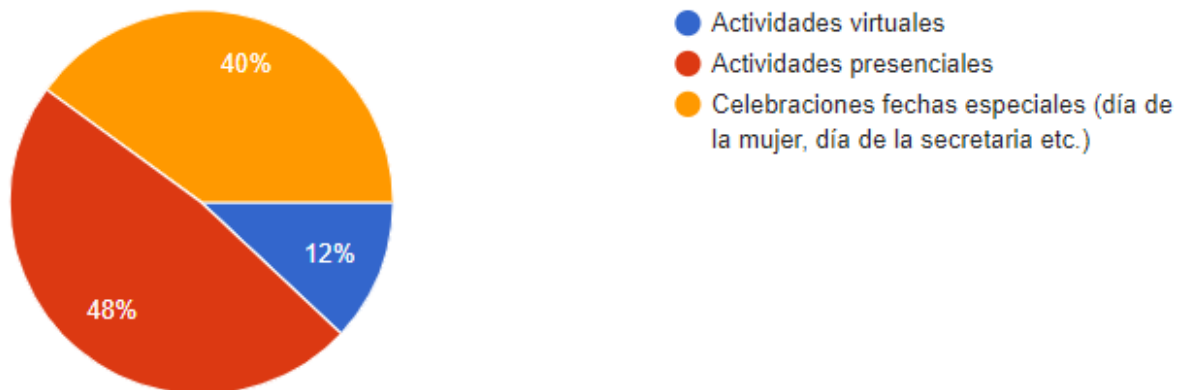 40%
12%
48%
Actividades virtuales
Actividades presenciales
Celebraciones fechas especiales (día de
la mujer, día de la secretaria etc.)